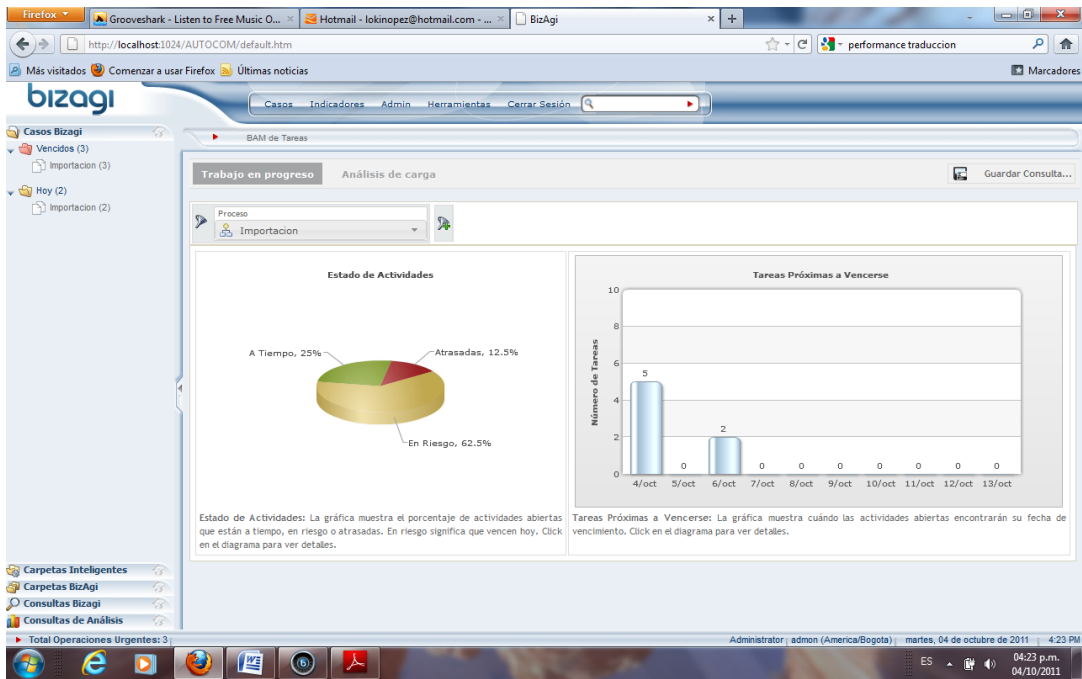 Firefox
Grooveshark - Listen to Free Music O...
Hotmail - lokinopez@hotmail.com - ...
BizAgi
http://localhost:1024/AUTOCOM/default.htm
performance traduccion
Más visitados
Comenzar a usar Firefox
Últimas noticias
Marcadores
bizagi
Casos
Indicadores
Admin
Herramientas
Cerrar Sesión
Casos Bizagi
Vencidos (3)
Importacion (3)
Hoy (2)
Importacion (2)
BAM de Tareas
Trabajo en progreso
Análisis de carga
Guardar Consulta...
Proceso
Importacion
Estado de Actividades
A Tiempo, 25%
Atrasadas, 12.5%
En Riesgo, 62.5%
Estado de Actividades: La gráfica muestra el porcentaje de actividades abiertas
que están a tiempo, en riesgo o atrasadas. En riesgo significa que vencen hoy. Click
en el diagrama para ver detalles.
Tareas Próximas a Vencerse
Número de Tareas
10
8
6
4
2
0
5
0
2
0
0
0
0
0
0
0
4/oct 5/oct 6/oct 7/oct 8/oct 9/oct 10/oct 11/oct 12/oct 13/oct
Tareas Próximas a Vencerse: La gráfica muestra cuándo las actividades abiertas encontrarán su fecha de
vencimiento. Click en el diagrama para ver detalles.
Carpetas Inteligentes
Carpetas BizAgi
Consultas Bizagi
Consultas de Análisis
Total Operaciones Urgentes: 3
Administrator
admon (America/Bogota)
martes, 04 de octubre de 2011
4:23 PM
ES
04:23 p.m.
04/10/2011